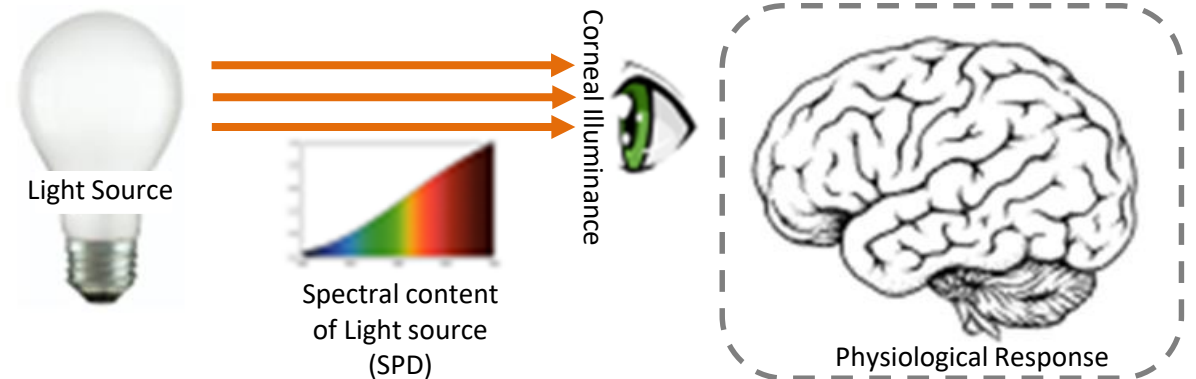 Light Source
Spectral content
of Light source
(SPD)
Corneal Illuminance
Physiological Response